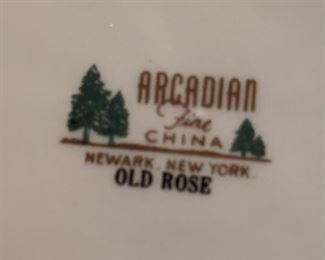 ARCADIAN
Fine
CHINA
NEWARK, NEW YORK.
OLD ROSE